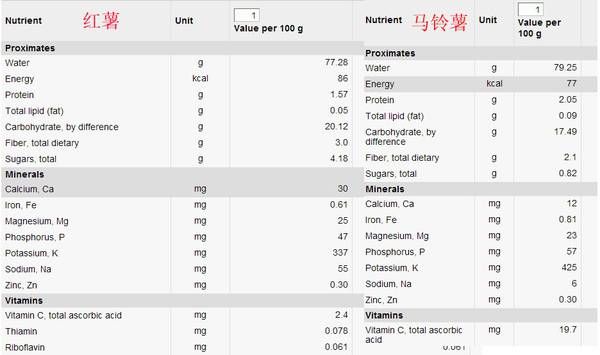 Nutrient 红薯 Unit 1
Value per 100 g
Proximates
Water g 77.28
Energy kcal 86
Protein g 1.57
Total lipid (fat) g 0.05
Carbohydrate, by difference g 20.12
Fiber, total dietary g 3.0
Sugars, total g 4.18
Minerals
Calcium, Ca mg 30
Iron, Fe mg 0.61
Magnesium, Mg mg 25
Phosphorus, P mg 47
Potassium, K mg 337
Sodium, Na mg 55
Zinc, Zn mg 0.30
Vitamins
Vitamin C, total ascorbic acid mg 2.4
Thiamin mg 0.078
Riboflavin mg 0.061
Nutrient 马铃薯 Unit 1
Value per
100 g
Proximates
Water g 79.25
Energy kcal 77
Protein g 2.05
Total lipid (fat) g 0.09
Carbohydrate, by g 17.49
difference
Fiber, total dietary g 2.1
Sugars, total g 0.82
Minerals
Calcium, Ca mg 12
Iron, Fe mg 0.81
Magnesium, Mg mg 23
Phosphorus, P mg 57
Potassium, K mg 425
Sodium, Na mg 6
Zinc, Zn mg 0.30
Vitamins
Vitamin C, total ascorbic mg 19.7
acid